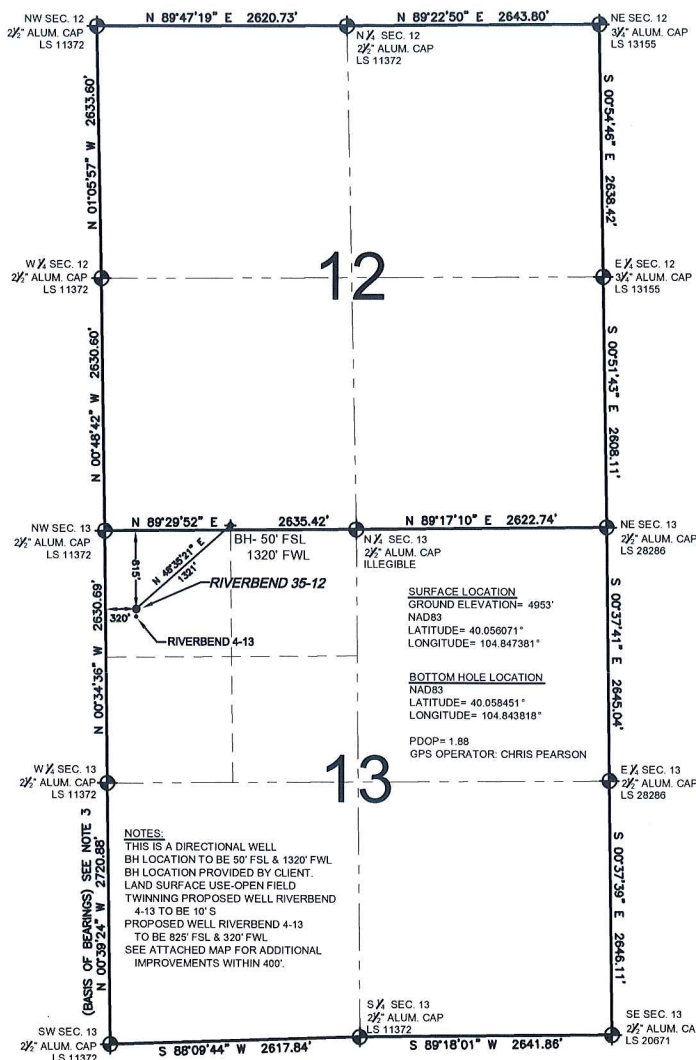 N 89°47'19" E 2620.73'
N 89°22'50" E 2643.80'
NW SEC. 12
2½" ALUM. CAP
LS 11372
N ¼ SEC. 12
2½" ALUM. CAP
LS 11372
NE SEC. 12
3¼" ALUM. CAP
LS 13155
N 01°05'57" W 2633.60'
S 00°54'46" E 2638.42'
W ¼ SEC. 12
2½" ALUM. CAP
LS 11372
12
E ¼ SEC. 12
3¼" ALUM. CAP
LS 13155
N 00°48'42" W 2630.60'
S 00°51'43" E 2608.11'
NW SEC. 13
2½" ALUM. CAP
LS 11372
N 89°29'52" E 2635.42'
N 89°17'10" E 2622.74'
BH- 50' FSL
1320' FWL
N ¼ SEC. 13
2½" ALUM. CAP
ILLEGIBLE
NE SEC. 13
2½" ALUM. CAP
LS 28286
815'
N 48°35'21" E
1321'
RIVERBEND 35-12
320'
RIVERBEND 4-13
N 00°34'36" W 2630.69'
SURFACE LOCATION
GROUND ELEVATION= 4953'
NAD83
LATITUDE= 40.056071°
LONGITUDE= 104.847381°
BOTTOM HOLE LOCATION
NAD83
LATITUDE= 40.058451°
LONGITUDE= 104.843818°
PDOP= 1.88
GPS OPERATOR: CHRIS PEARSON
S 00°37'41" E 2645.04'
W ¼ SEC. 13
2½" ALUM. CAP
LS 11372
13
E ¼ SEC. 13
2½" ALUM. CAP
LS 28286
(BASIS OF BEARINGS) SEE NOTE 3
N 00°39'24" W 2720.88'
NOTES:
THIS IS A DIRECTIONAL WELL
BH LOCATION TO BE 50' FSL & 1320' FWL
BH LOCATION PROVIDED BY CLIENT.
LAND SURFACE USE-OPEN FIELD
TWINNING PROPOSED WELL RIVERBEND
4-13 TO BE 10' S
PROPOSED WELL RIVERBEND 4-13
TO BE 825' FSL & 320' FWL
SEE ATTACHED MAP FOR ADDITIONAL
IMPROVEMENTS WITHIN 400'.
S 00°37'39" E 2646.11'
SW SEC. 13
2½" ALUM. CAP
LS 11372
S 88°09'44" W 2617.84'
S ¼ SEC. 13
2½" ALUM. CAP
LS 11372
S 89°18'01" W 2641.86'
SE SEC. 13
2½" ALUM. CA
LS 20671